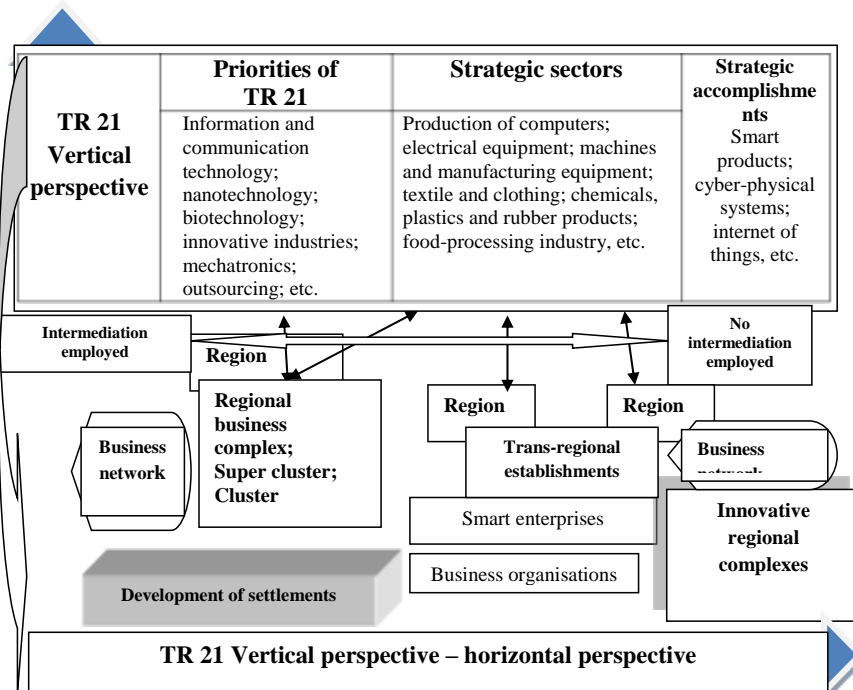 TR 21
Vertical
perspective
Priorities of
TR 21
Information and
communication
technology;
nanotechnology;
biotechnology;
innovative industries;
mechatronics;
outsourcing; etc.
Strategic sectors
Production of computers;
electrical equipment; machines
and manufacturing equipment;
textile and clothing; chemicals,
plastics and rubber products;
food-processing industry, etc.
Strategic
accomplishme
nts
Smart
products;
cyber-physical
systems;
internet of
things, etc.
Intermediation
employed
No
intermediation
employed
Region
Regional
business
complex;
Super cluster;
Cluster
Region
Region
Business
network
Trans-regional
establishments
Business
Smart enterprises
Innovative
regional
complexes
Business organisations
Development of settlements
TR 21 Vertical perspective – horizontal perspective